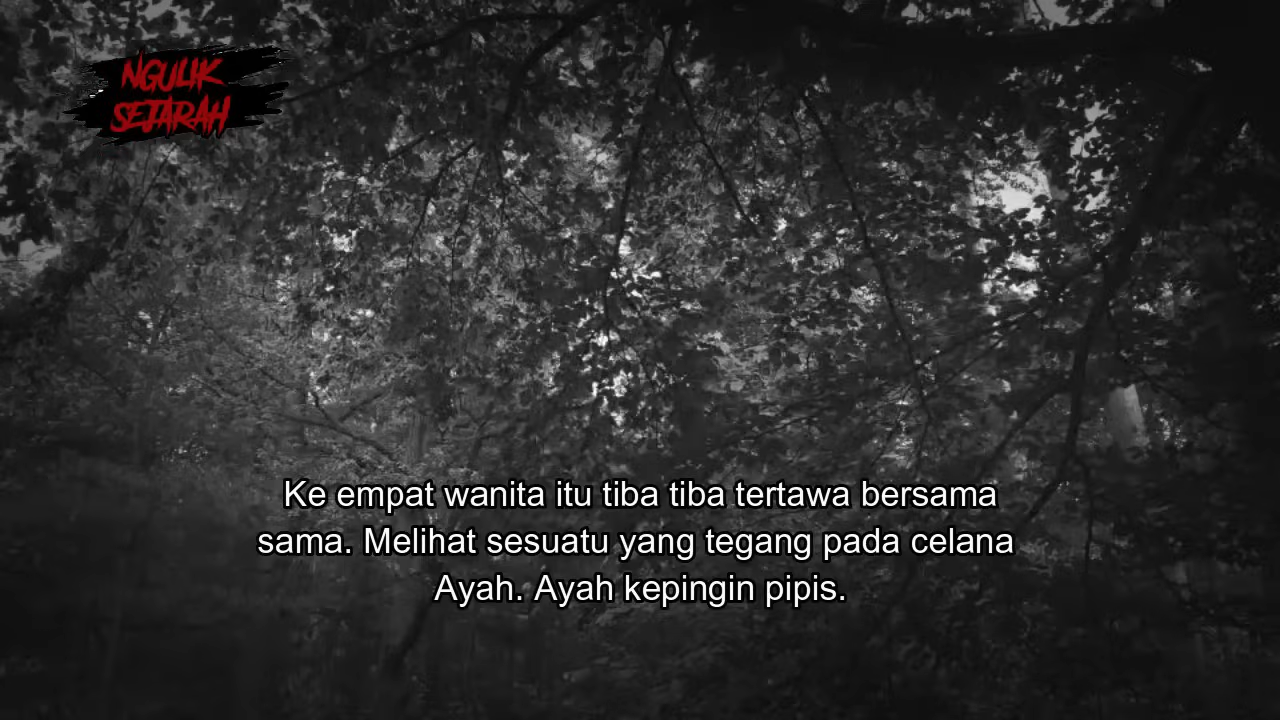 NGULIK
SEJARAH
Ke empat wanita itu tiba tiba tertawa bersama
sama. Melihat sesuatu yang tegang pada celana
Ayah. Ayah kepingin pipis.